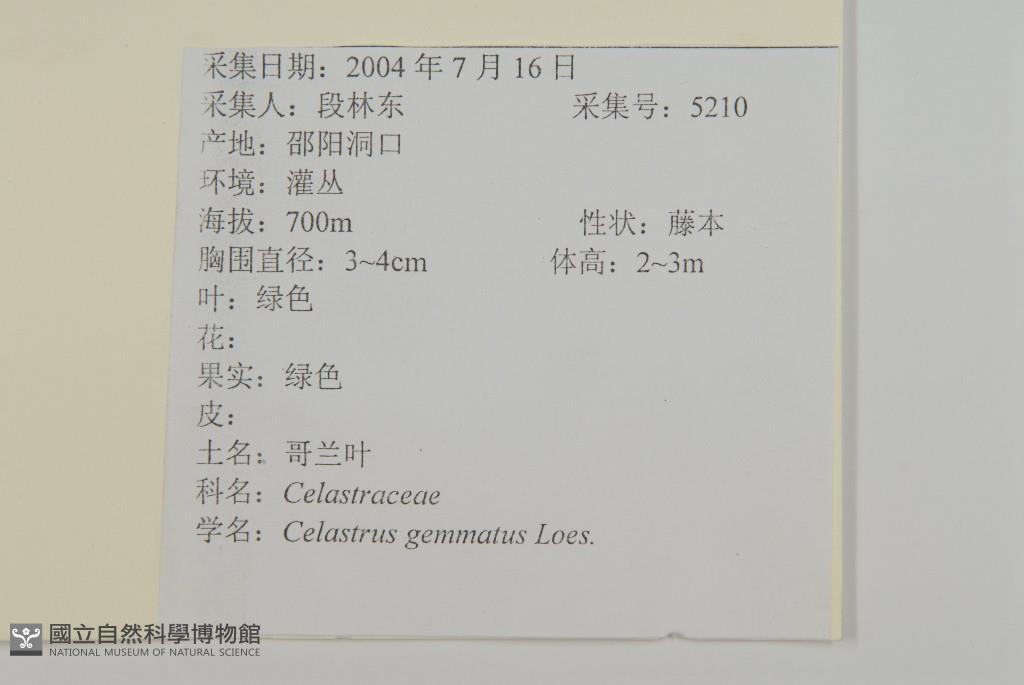 采集日期：2004 年 7 月 16 日
采集人：段林东 采集号：5210
产地：邵阳洞口
环境：灌丛
海拔：700m 性状：藤本
胸围直径：3~4cm 体高：2~3m
叶：绿色
花：
果实：绿色
皮：
土名：哥兰叶
科名：Celastraceae
学名：Celastrus gemmatus Loes.
國立自然科學博物館
NATIONAL MUSEUM OF NATURAL SCIENCE